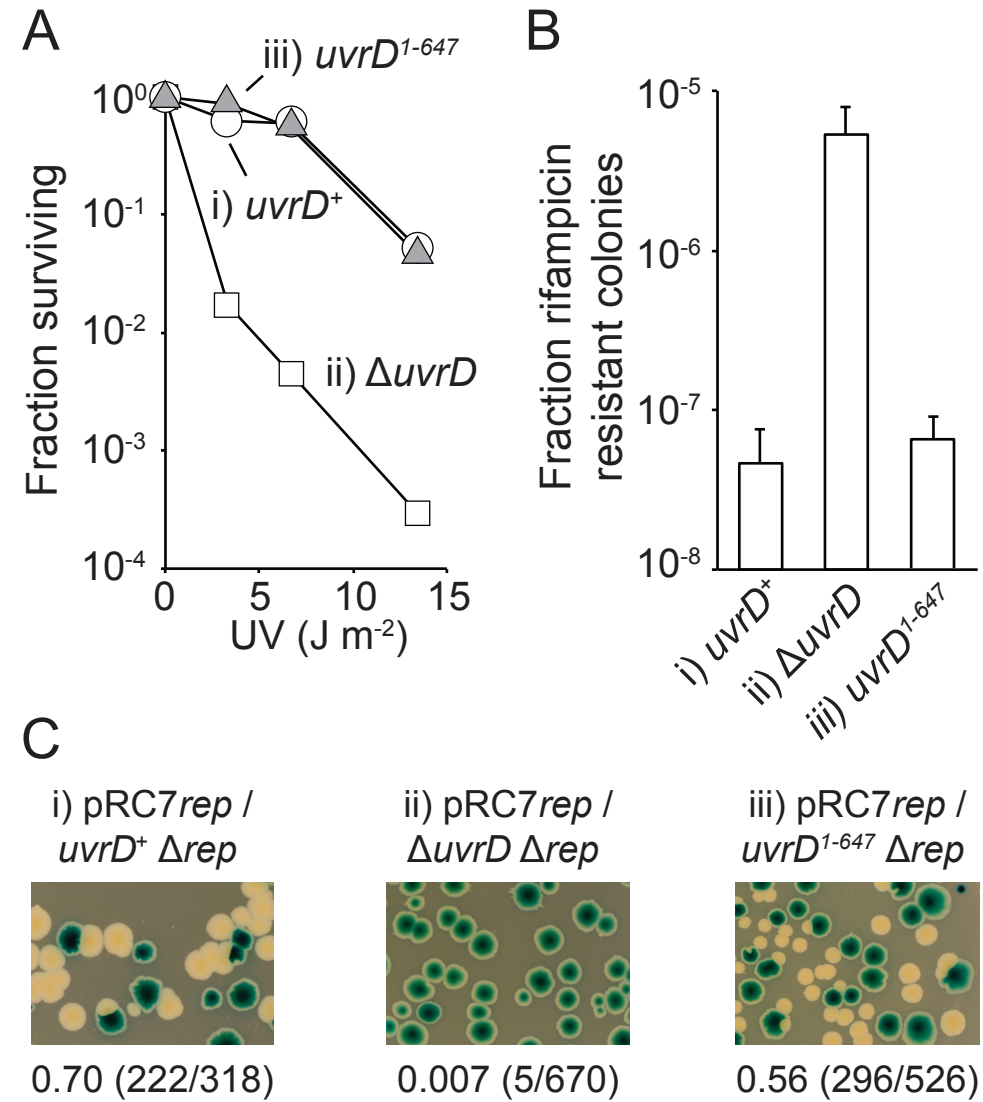 A
iii) uvrD¹⁻⁶⁴⁷
i) uvrD⁺
ii) ΔuvrD
Fraction surviving
10⁰
10⁻¹
10⁻²
10⁻³
10⁻⁴
0 5 10 15
UV (J m⁻²)
B
Fraction rifampicin
resistant colonies
10⁻⁵
10⁻⁶
10⁻⁷
10⁻⁸
i) uvrD⁺
ii) ΔuvrD
iii) uvrD¹⁻⁶⁴⁷
C
i) pRC7rep /
uvrD⁺ Δrep
0.70 (222/318)
ii) pRC7rep /
ΔuvrD Δrep
0.007 (5/670)
iii) pRC7rep /
uvrD¹⁻⁶⁴⁷ Δrep
0.56 (296/526)